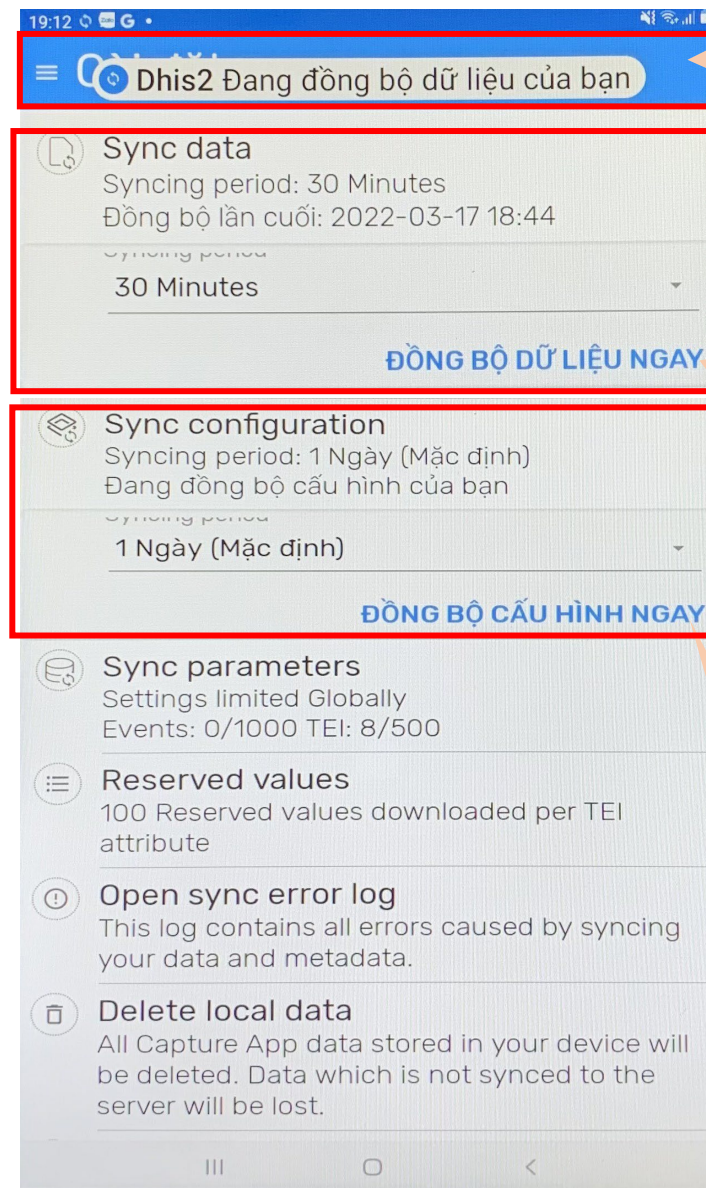 19:12
Dhis2 Đang đồng bộ dữ liệu của bạn
Sync data
Syncing period: 30 Minutes
Đồng bộ lần cuối: 2022-03-17 18:44
Syncing period
30 Minutes
ĐỒNG BỘ DỮ LIỆU NGAY
Sync configuration
Syncing period: 1 Ngày (Mặc định)
Đang đồng bộ cấu hình của bạn
Syncing period
1 Ngày (Mặc định)
ĐỒNG BỘ CẤU HÌNH NGAY
Sync parameters
Settings limited Globally
Events: 0/1000 TEI: 8/500
Reserved values
100 Reserved values downloaded per TEI
attribute
Open sync error log
This log contains all errors caused by syncing
your data and metadata.
Delete local data
All Capture App data stored in your device will
be deleted. Data which is not synced to the
server will be lost.